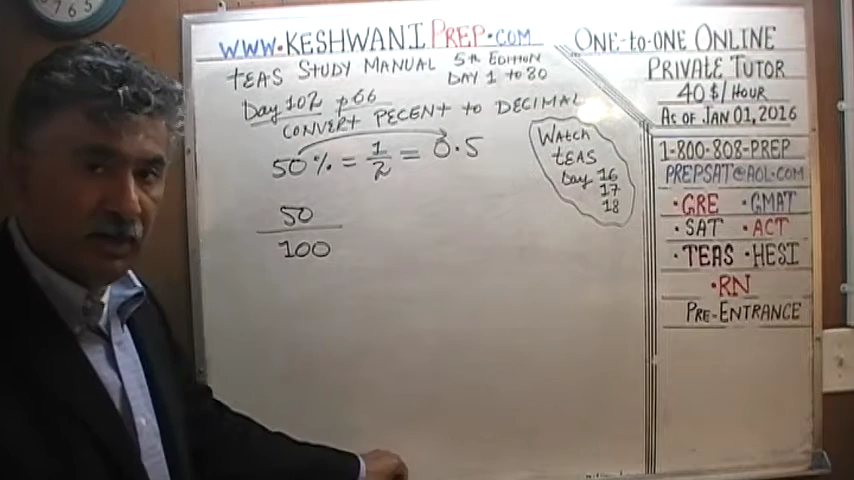 WWW.KESHWANIPREP.COM
TEAS STUDY MANUAL 5TH EDITION
DAY 1 TO 80
Day 102 p66
CONVERT PECENT TO DECIMAL
50% = 1/2 = 0.5
50
100
WATCH
TEAS
Day 16
17
18
ONE-TO-ONE ONLINE
PRIVATE TUTOR
40 $/HOUR
AS OF JAN 01,2016
1-800-808-PREP
PREPSAT@AOL.COM
•GRE •GMAT
•SAT •ACT
•TEAS •HESI
•RN
PRE-ENTRANCE
7 6 5